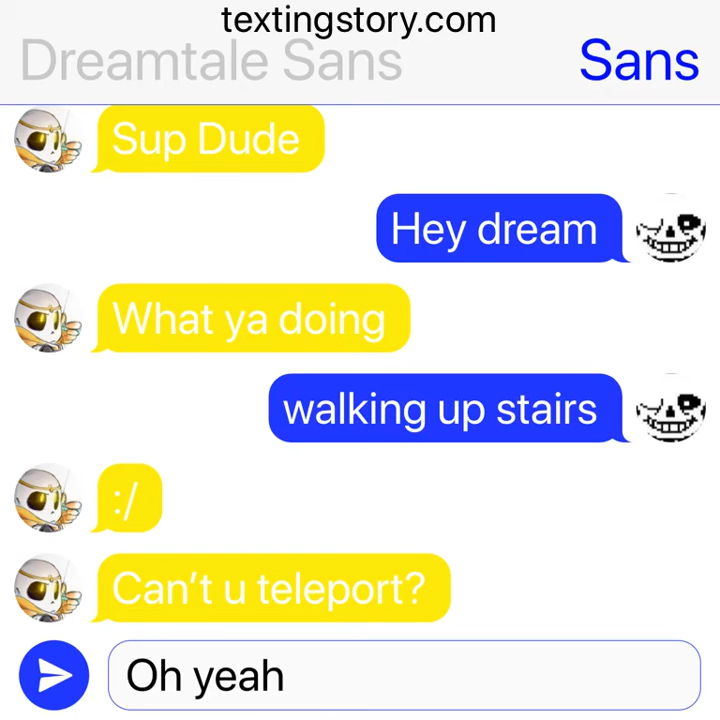 textingstory.com
Dreamtale Sans
Sans
Sup Dude
Hey dream
What ya doing
walking up stairs
:/
Can't u teleport?
Oh yeah